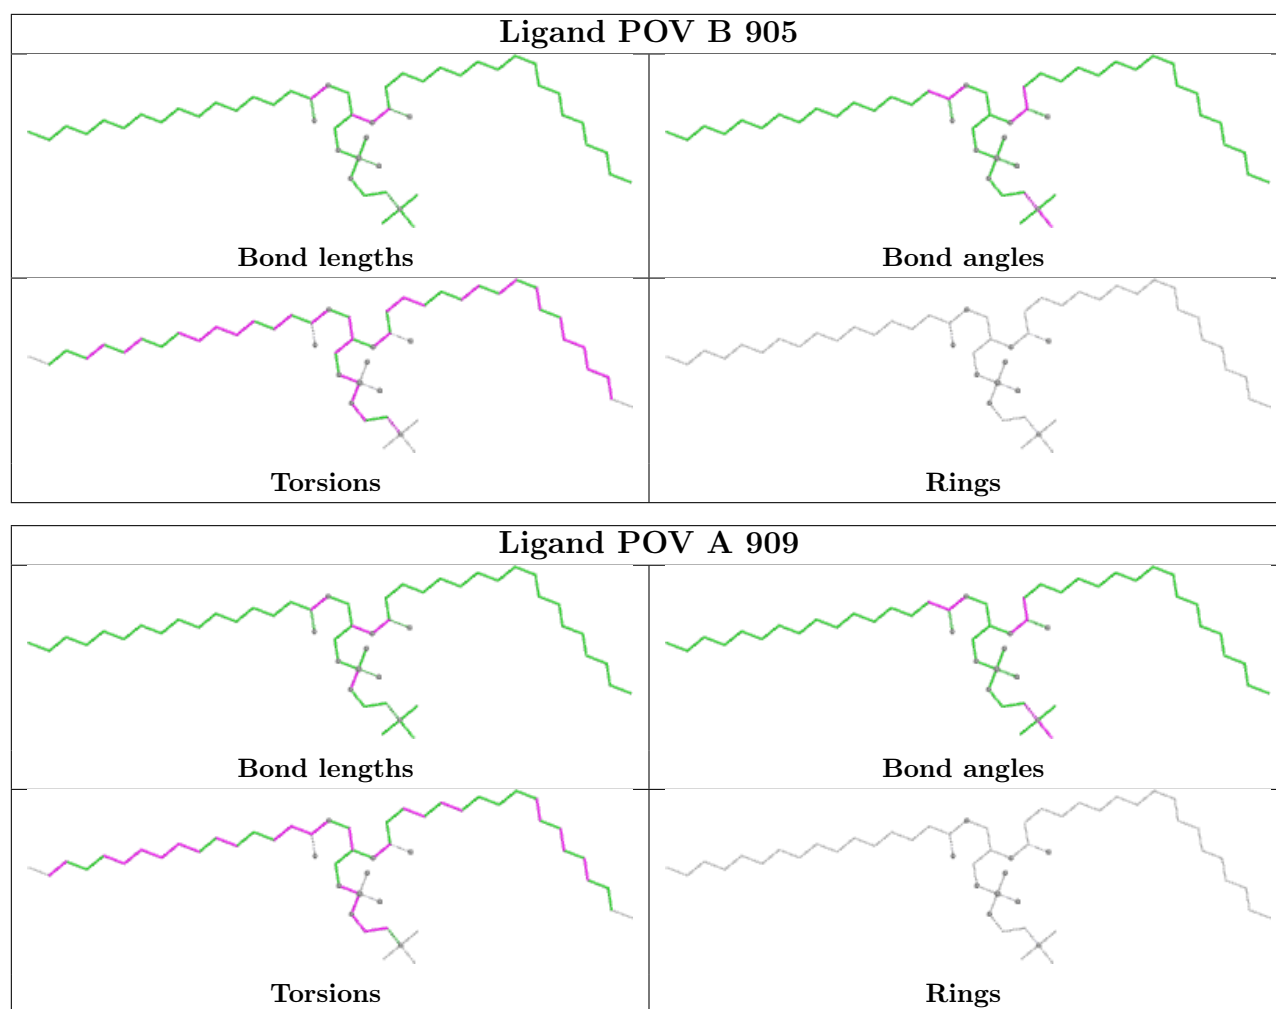 Ligand POV B 905
Bond lengths
Bond angles
Torsions
Rings
Ligand POV A 909
Bond lengths
Bond angles
Torsions
Rings